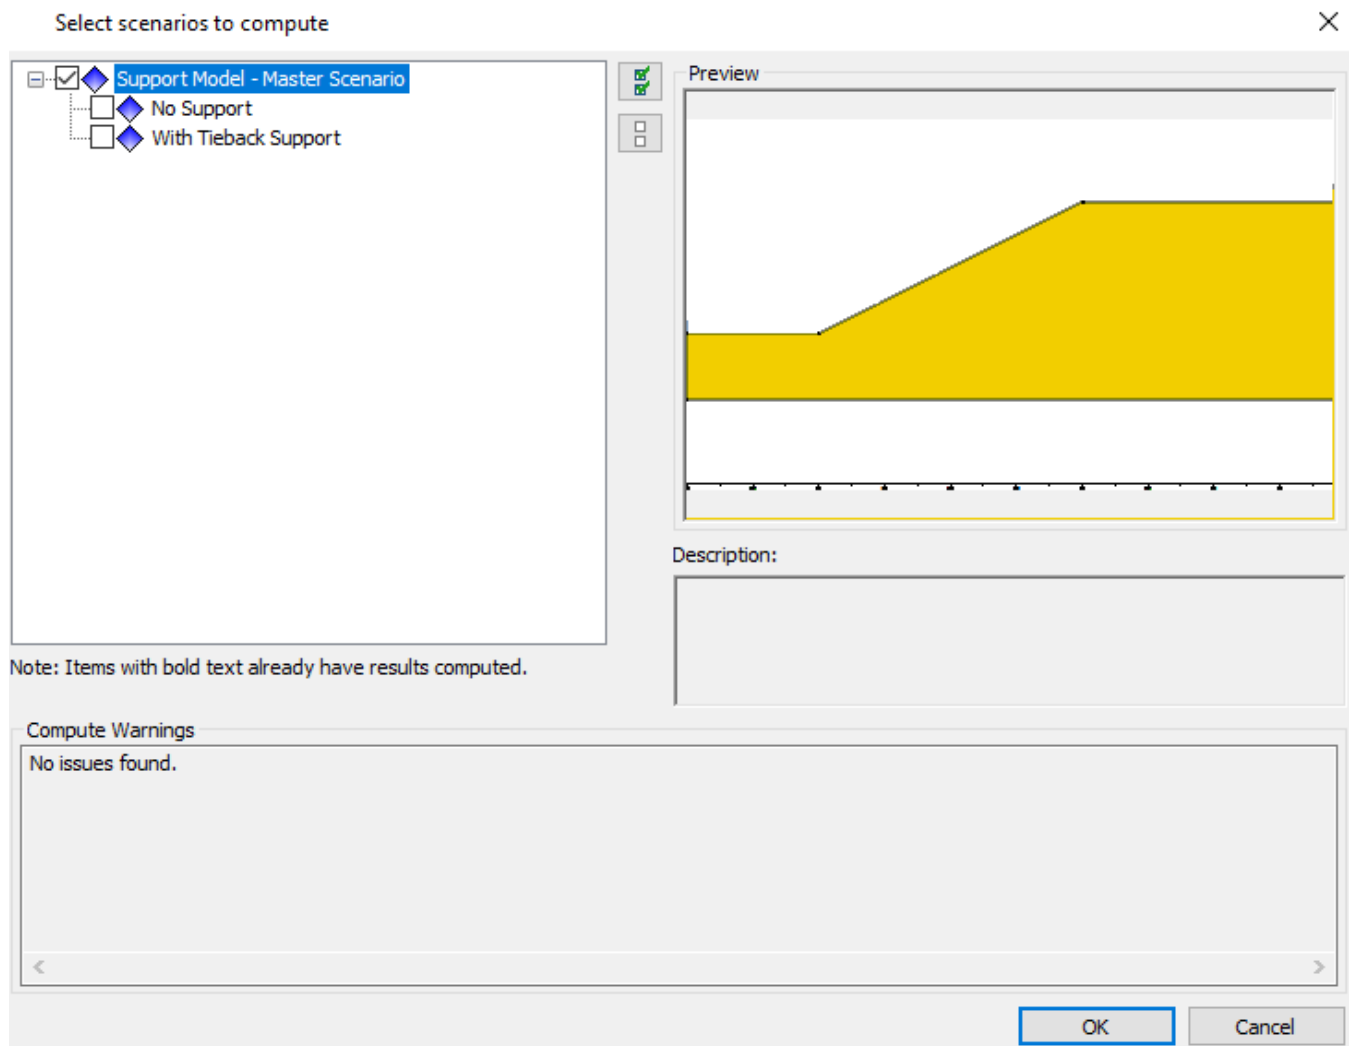 Select scenarios to compute
Support Model - Master Scenario
No Support
With Tieback Support
Preview
Description:
Note: Items with bold text already have results computed.
Compute Warnings
No issues found.
OK
Cancel